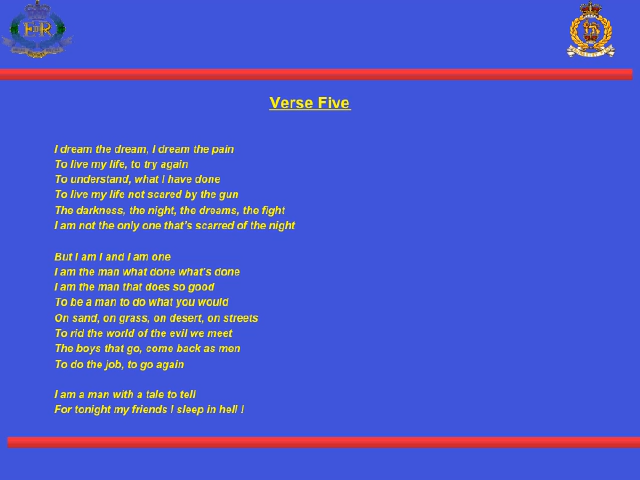 Verse Five
I dream the dream, I dream the pain
To live my life, to try again
To understand, what I have done
To live my life not scared by the gun
The darkness, the night, the dreams, the fight
I am not the only one that's scarred of the night
But I am I and I am one
I am the man what done what's done
I am the man that does so good
To be a man to do what you would
On sand, on grass, on desert, on streets
To rid the world of the evil we meet
The boys that go, come back as men
To do the job, to go again
I am a man with a tale to tell
For tonight my friends I sleep in hell !